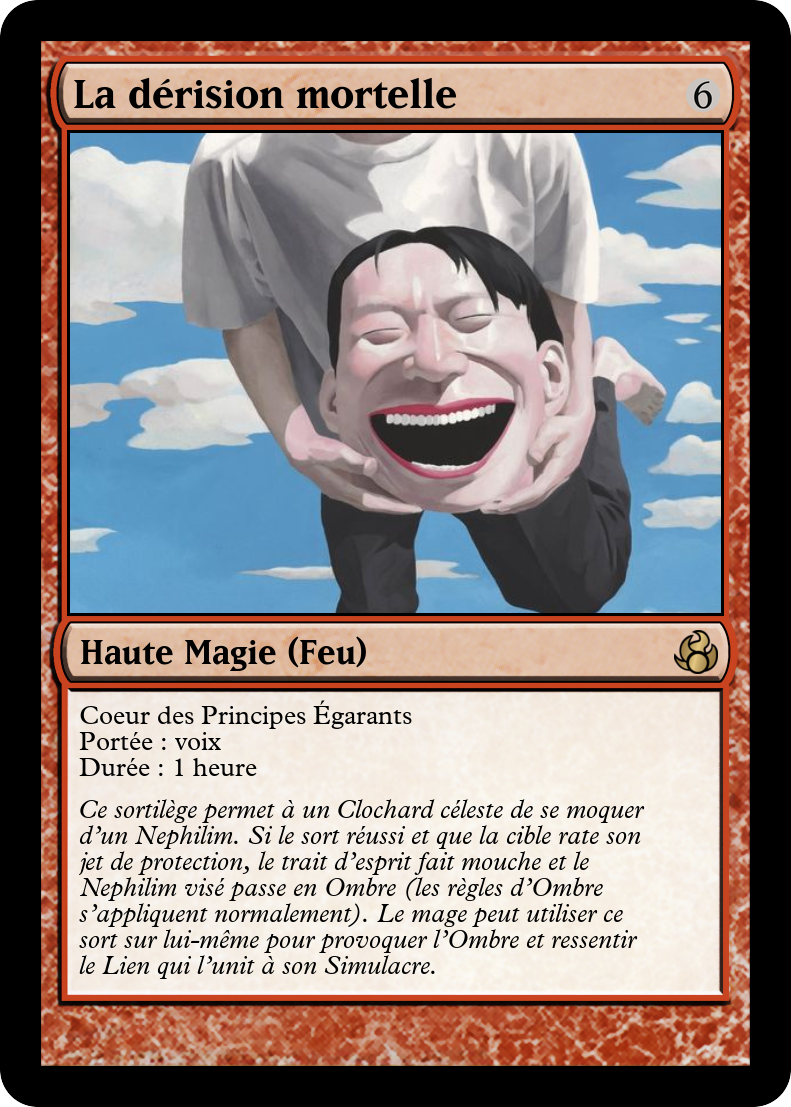 La dérision mortelle
6
Haute Magie (Feu)
Coeur des Principes Égarants
Portée : voix
Durée : 1 heure
Ce sortilège permet à un Clochard céleste de se moquer
d'un Nephilim. Si le sort réussi et que la cible rate son
jet de protection, le trait d'esprit fait mouche et le
Nephilim visé passe en Ombre (les règles d'Ombre
s'appliquent normalement). Le mage peut utiliser ce
sort sur lui-même pour provoquer l'Ombre et ressentir
le Lien qui l'unit à son Simulacre.